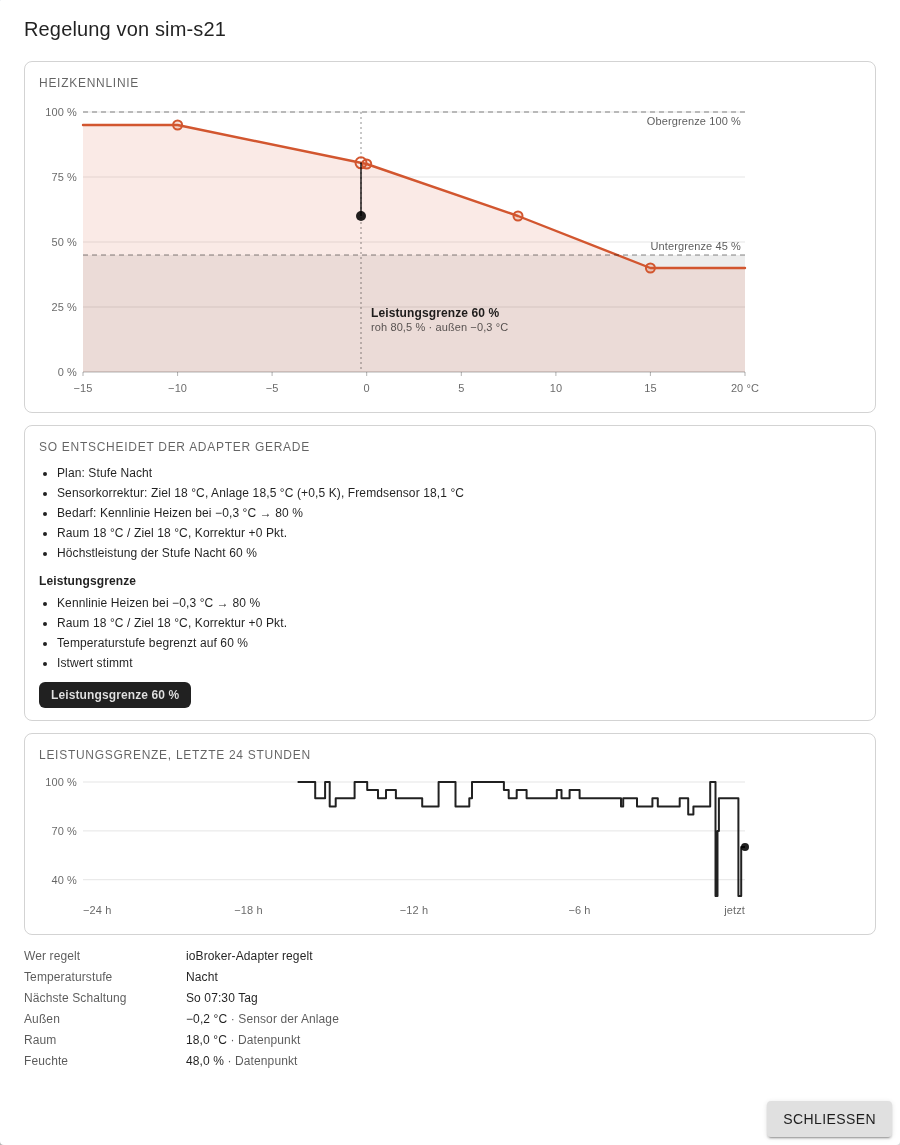 Regelung von sim-s21
HEIZKENNLINIE
100 %
Obergrenze 100 %
75 %
50 %
Untergrenze 45 %
25 %
Leistungsgrenze 60 %
roh 80,5 % · außen −0,3 °C
0 %
−15 −10 −5 0 5 10 15 20 °C
SO ENTSCHEIDET DER ADAPTER GERADE
• Plan: Stufe Nacht
• Sensorkorrektur: Ziel 18 °C, Anlage 18,5 °C (+0,5 K), Fremdsensor 18,1 °C
• Bedarf: Kennlinie Heizen bei −0,3 °C → 80 %
• Raum 18 °C / Ziel 18 °C, Korrektur +0 Pkt.
• Höchstleistung der Stufe Nacht 60 %
Leistungsgrenze
• Kennlinie Heizen bei −0,3 °C → 80 %
• Raum 18 °C / Ziel 18 °C, Korrektur +0 Pkt.
• Temperaturstufe begrenzt auf 60 %
• Istwert stimmt
Leistungsgrenze 60 %
LEISTUNGSGRENZE, LETZTE 24 STUNDEN
100 %
70 %
40 %
−24 h −18 h −12 h −6 h jetzt
Wer regelt ioBroker-Adapter regelt
Temperaturstufe Nacht
Nächste Schaltung So 07:30 Tag
Außen −0,2 °C · Sensor der Anlage
Raum 18,0 °C · Datenpunkt
Feuchte 48,0 % · Datenpunkt
SCHLIESSEN